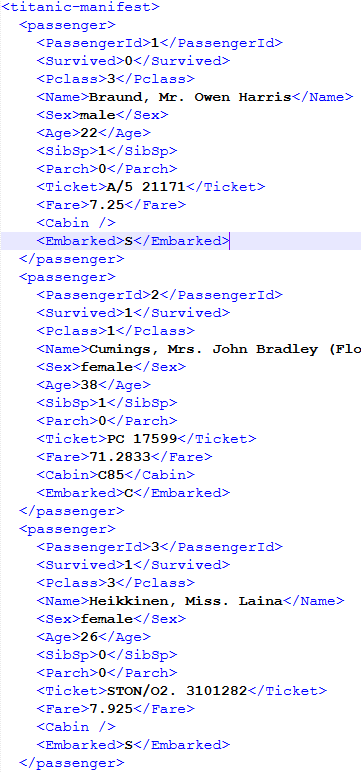 <titanic-manifest>
<passenger>
<PassengerId>1</PassengerId>
<Survived>0</Survived>
<Pclass>3</Pclass>
<Name>Braund, Mr. Owen Harris</Name>
<Sex>male</Sex>
<Age>22</Age>
<SibSp>1</SibSp>
<Parch>0</Parch>
<Ticket>A/5 21171</Ticket>
<Fare>7.25</Fare>
<Cabin />
<Embarked>S</Embarked>
</passenger>
<passenger>
<PassengerId>2</PassengerId>
<Survived>1</Survived>
<Pclass>1</Pclass>
<Name>Cumings, Mrs. John Bradley (Flo
<Sex>female</Sex>
<Age>38</Age>
<SibSp>1</SibSp>
<Parch>0</Parch>
<Ticket>PC 17599</Ticket>
<Fare>71.2833</Fare>
<Cabin>C85</Cabin>
<Embarked>C</Embarked>
</passenger>
<passenger>
<PassengerId>3</PassengerId>
<Survived>1</Survived>
<Pclass>3</Pclass>
<Name>Heikkinen, Miss. Laina</Name>
<Sex>female</Sex>
<Age>26</Age>
<SibSp>0</SibSp>
<Parch>0</Parch>
<Ticket>STON/O2. 3101282</Ticket>
<Fare>7.925</Fare>
<Cabin />
<Embarked>S</Embarked>
</passenger>